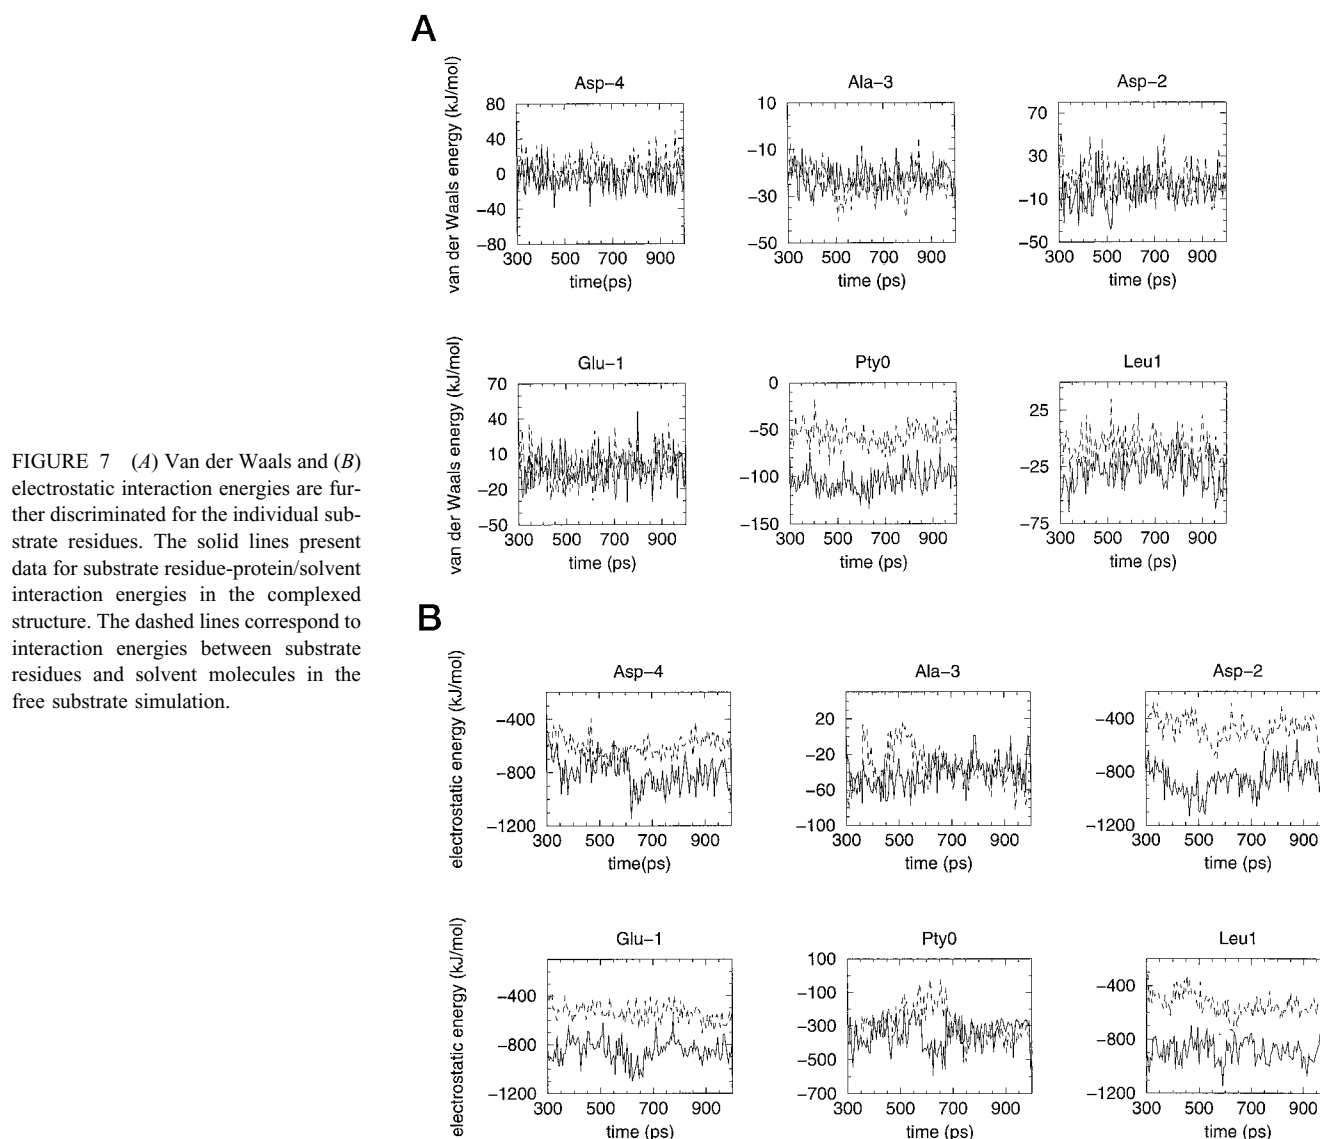 A
van der Waals energy (kJ/mol)
Asp−4
80
40
0
−40
−80
300 500 700 900
time(ps)
Ala−3
10
−10
−30
−50
300 500 700 900
time (ps)
Asp−2
70
30
−10
−50
300 500 700 900
time (ps)
van der Waals energy (kJ/mol)
Glu−1
70
40
10
−20
−50
300 500 700 900
time (ps)
Pty0
0
−50
−100
−150
300 500 700 900
time (ps)
Leu1
25
−25
−75
300 500 700 900
time (ps)
FIGURE 7 (A) Van der Waals and (B)
electrostatic interaction energies are fur-
ther discriminated for the individual sub-
strate residues. The solid lines present
data for substrate residue-protein/solvent
interaction energies in the complexed
structure. The dashed lines correspond to
interaction energies between substrate
residues and solvent molecules in the
free substrate simulation.
B
electrostatic energy (kJ/mol)
Asp−4
−400
−800
−1200
300 500 700 900
time(ps)
Ala−3
20
−20
−60
−100
300 500 700 900
time (ps)
Asp−2
−400
−800
−1200
300 500 700 900
time (ps)
electrostatic energy (kJ/mol)
Glu−1
−400
−800
−1200
300 500 700 900
time (ps)
Pty0
100
−100
−300
−500
−700
300 500 700 900
time (ps)
Leu1
−400
−800
−1200
300 500 700 900
time (ps)